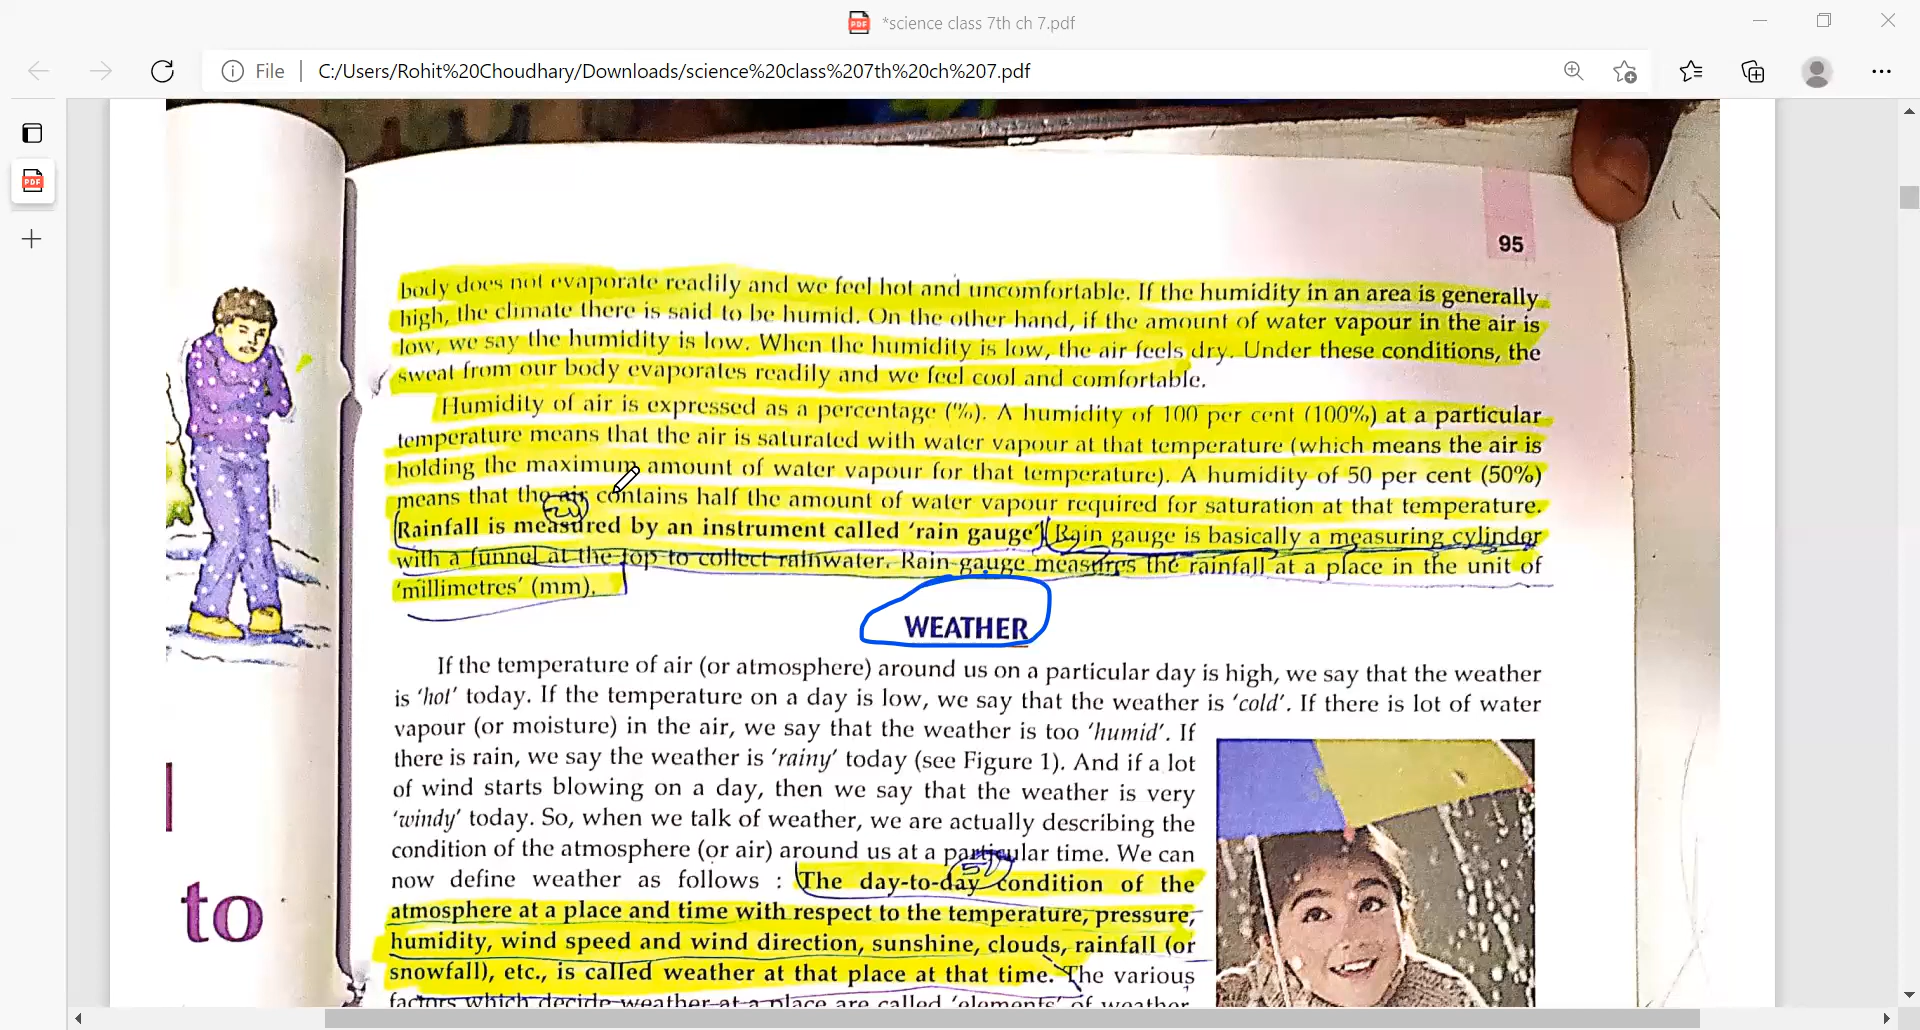 *science class 7th ch 7.pdf
File
C:/Users/Rohit%20Choudhary/Downloads/science%20class%207th%20ch%207.pdf
95
body does not evaporate readily and we feel hot and uncomfortable. If the humidity in an area is generally
high, the climate there is said to be humid. On the other hand, if the amount of water vapour in the air is
low, we say the humidity is low. When the humidity is low, the air feels dry. Under these conditions, the
sweat from our body evaporates readily and we feel cool and comfortable.
Humidity of air is expressed as a percentage (%). A humidity of 100 per cent (100%) at a particular
temperature means that the air is saturated with water vapour at that temperature (which means the air is
holding the maximum amount of water vapour for that temperature). A humidity of 50 per cent (50%)
means that the air contains half the amount of water vapour required for saturation at that temperature.
Rainfall is measured by an instrument called ‘rain gauge’. Rain gauge is basically a measuring cylinder
with a funnel at the top to collect rainwater. Rain gauge measures the rainfall at a place in the unit of
‘millimetres’ (mm).
WEATHER
If the temperature of air (or atmosphere) around us on a particular day is high, we say that the weather
is ‘hot’ today. If the temperature on a day is low, we say that the weather is ‘cold’. If there is lot of water
vapour (or moisture) in the air, we say that the weather is too ‘humid’. If
there is rain, we say the weather is ‘rainy’ today (see Figure 1). And if a lot
of wind starts blowing on a day, then we say that the weather is very
‘windy’ today. So, when we talk of weather, we are actually describing the
condition of the atmosphere (or air) around us at a particular time. We can
now define weather as follows : The day-to-day condition of the
atmosphere at a place and time with respect to the temperature, pressure,
humidity, wind speed and wind direction, sunshine, clouds, rainfall (or
snowfall), etc., is called weather at that place at that time. The various
factors which decide weather at a place are called ‘elements’ of weather.
to